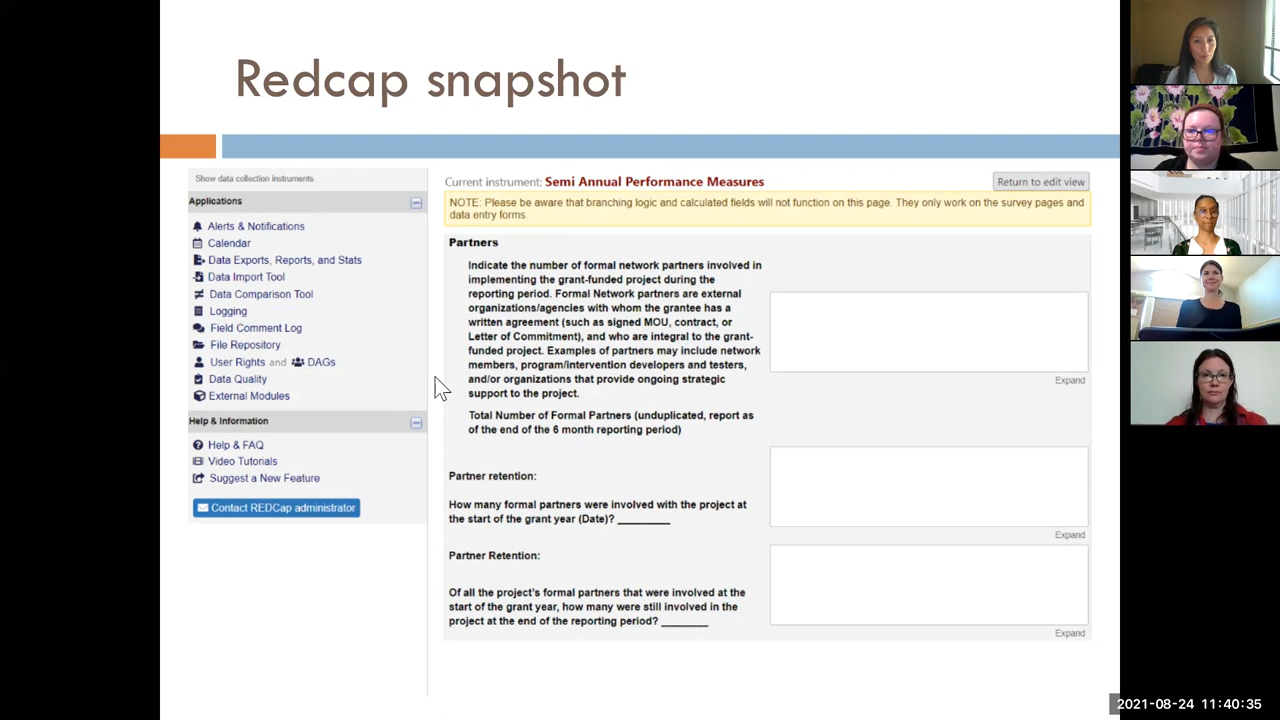 Redcap snapshot
Show data collection instruments
Applications
Alerts & Notifications
Calendar
Data Exports, Reports, and Stats
Data Import Tool
Data Comparison Tool
Logging
Field Comment Log
File Repository
User Rights and DAGs
Data Quality
External Modules
Help & Information
Help & FAQ
Video Tutorials
Suggest a New Feature
Contact REDCap administrator
Current instrument: Semi Annual Performance Measures
Return to edit view
NOTE: Please be aware that branching logic and calculated fields will not function on this page. They only work on the survey pages and
data entry forms.
Partners
Indicate the number of formal network partners involved in
implementing the grant-funded project during the
reporting period. Formal Network partners are external
organizations/agencies with whom the grantee has a
written agreement (such as signed MOU, contract, or
Letter of Commitment), and who are integral to the grant-
funded project. Examples of partners may include network
members, program/intervention developers and testers,
and/or organizations that provide ongoing strategic
support to the project.
Total Number of Formal Partners (unduplicated, report as
of the end of the 6 month reporting period)
Expand
Partner retention:
How many formal partners were involved with the project at
the start of the grant year (Date)? _________
Expand
Partner Retention:
Of all the project's formal partners that were involved at the
start of the grant year, how many were still involved in the
project at the end of the reporting period? ________
Expand
2021-08-24 11:40:35